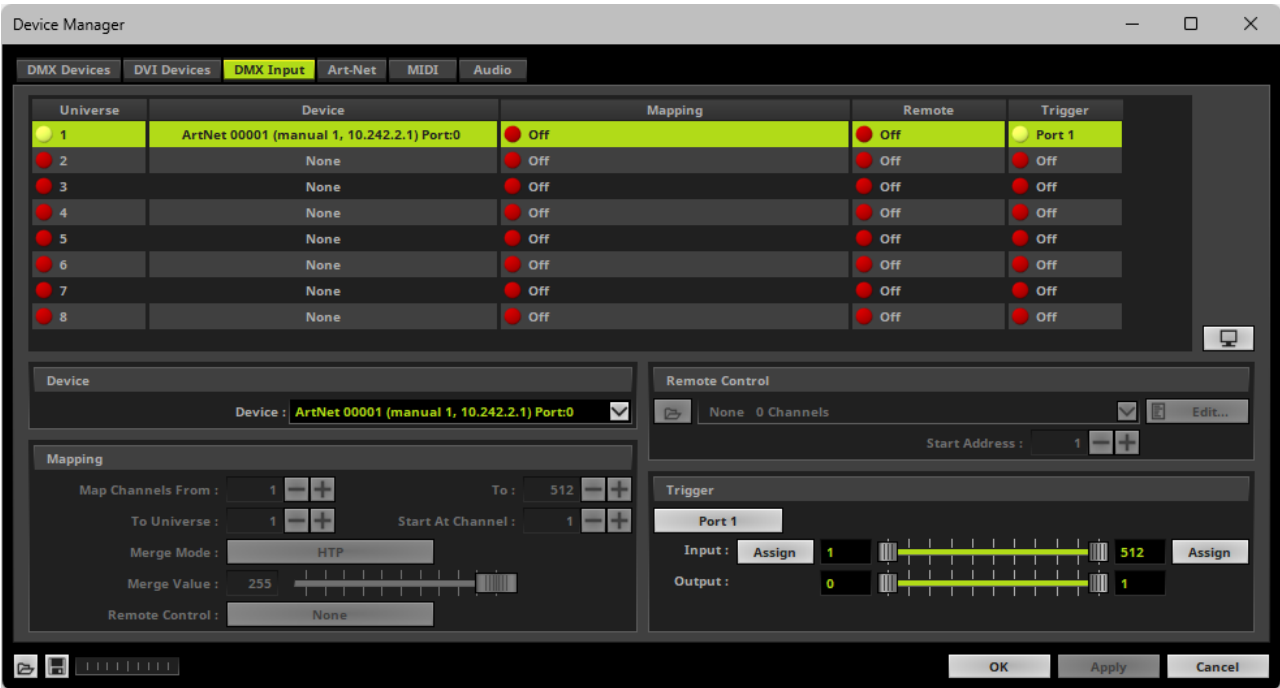 Device Manager
DMX Devices DVI Devices DMX Input Art-Net MIDI Audio
Universe Device Mapping Remote Trigger
1 ArtNet 00001 (manual 1, 10.242.2.1) Port:0 Off Off Port 1
2 None Off Off Off
3 None Off Off Off
4 None Off Off Off
5 None Off Off Off
6 None Off Off Off
7 None Off Off Off
8 None Off Off Off
Device
Device : ArtNet 00001 (manual 1, 10.242.2.1) Port:0
Mapping
Map Channels From : 1 To : 512
To Universe : 1 Start At Channel : 1
Merge Mode : HTP
Merge Value : 255
Remote Control : None
Remote Control
None 0 Channels Edit...
Start Address : 1
Trigger
Port 1
Input : Assign 1 512 Assign
Output : 0 1
OK Apply Cancel